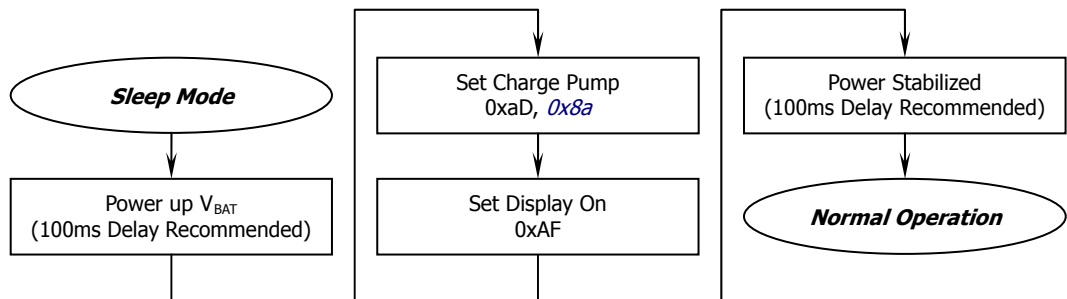 Sleep Mode
Power up VBAT
(100ms Delay Recommended)
Set Charge Pump
0xaD, 0x8a
Set Display On
0xAF
Power Stabilized
(100ms Delay Recommended)
Normal Operation